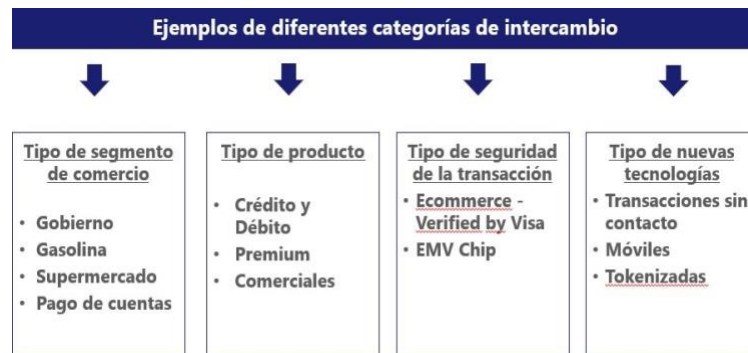 Ejemplos de diferentes categorías de intercambio
Tipo de segmento
de comercio
• Gobierno
• Gasolina
• Supermercado
• Pago de cuentas
Tipo de producto
• Crédito y
Débito
• Premium
• Comerciales
Tipo de seguridad
de la transacción
• Ecommerce -
Verified by Visa
• EMV Chip
Tipo de nuevas
tecnologías
• Transacciones sin
contacto
• Móviles
• Tokenizadas